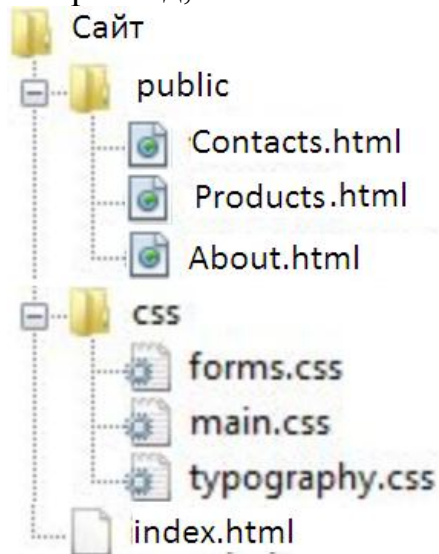 Сайт
public
Contacts.html
Products.html
About.html
css
forms.css
main.css
typography.css
index.html